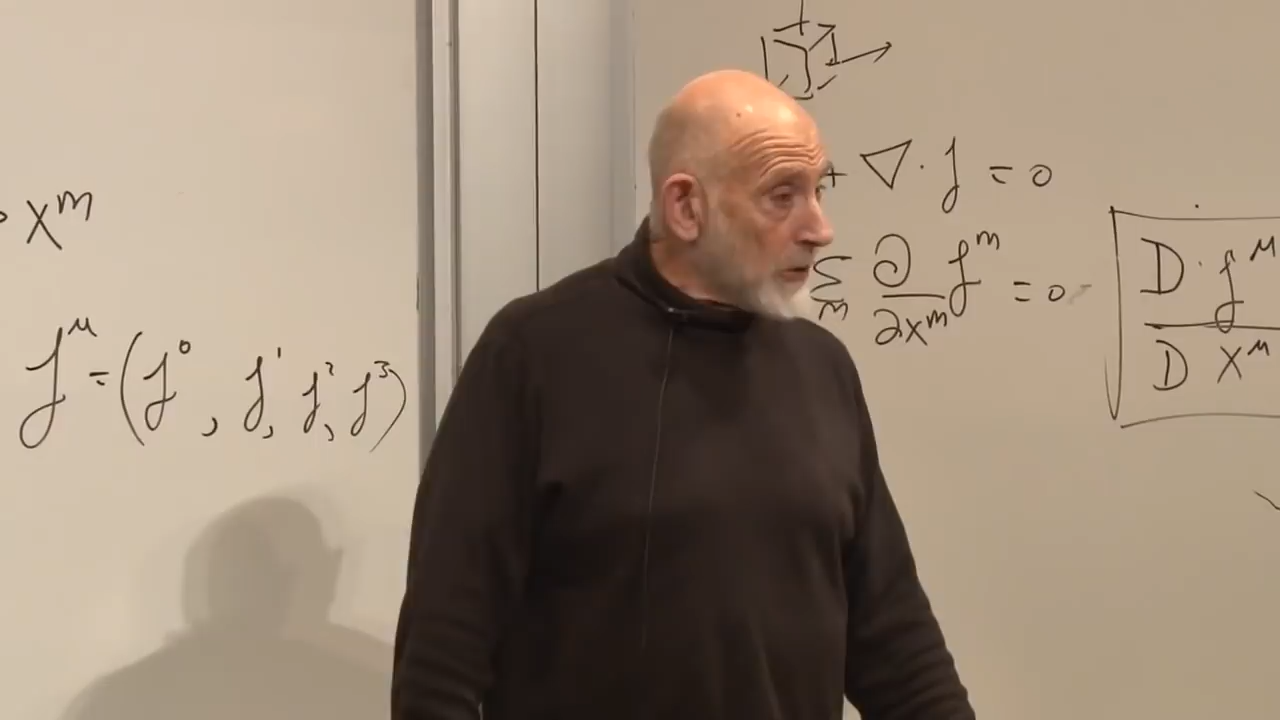 x^m
j^μ = (j^0, j^1, j^2, j^3)
+ ∇·j = 0
Σ_m ∂j^m/∂x^m = 0
D·j^μ / D X^μ